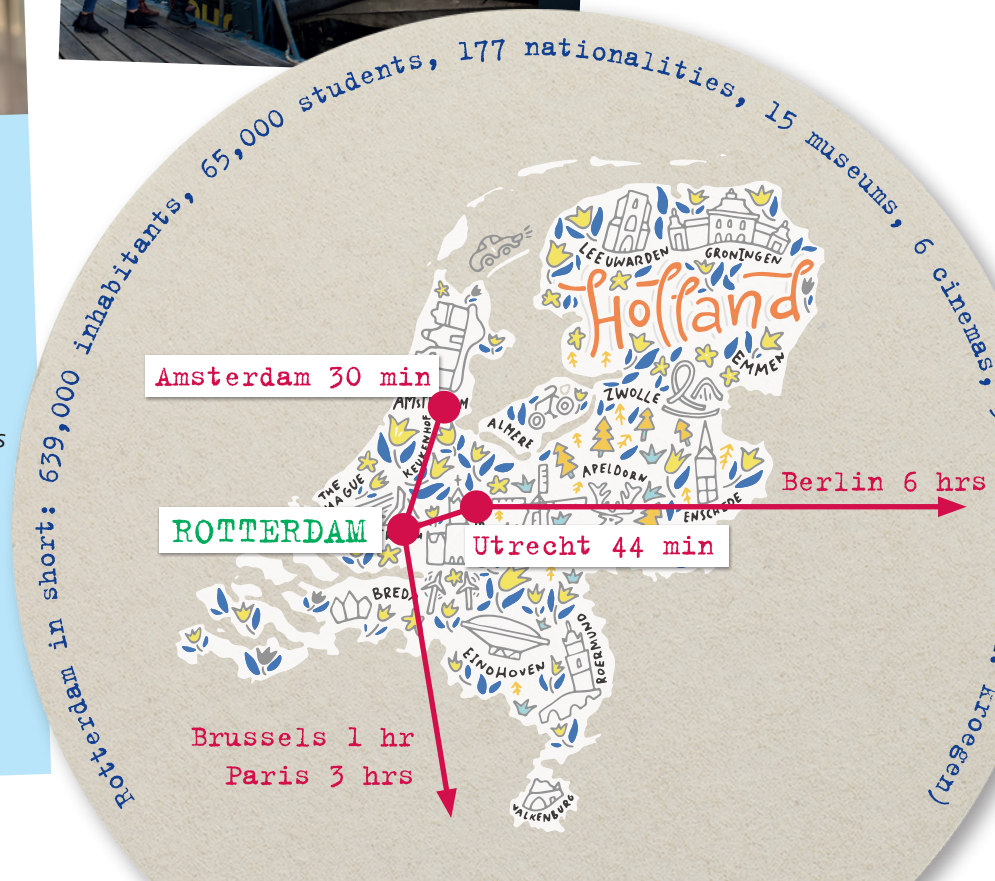 Rotterdam in short: 639,000 inhabitants, 65,000 students, 177 nationalities, 15 museums, 6 cinemas,
kroegen)
LEEUWARDEN
GRONINGEN
Holland
EMMEN
Amsterdam 30 min
ZWOLLE
ALMERE
KEUKENHOF
THE HAGUE
APELDORN
Berlin 6 hrs
ENSCHEDE
ROTTERDAM
Utrecht 44 min
BREDA
ROERMUND
EINDHOVEN
Brussels 1 hr
Paris 3 hrs
VALKENBURG